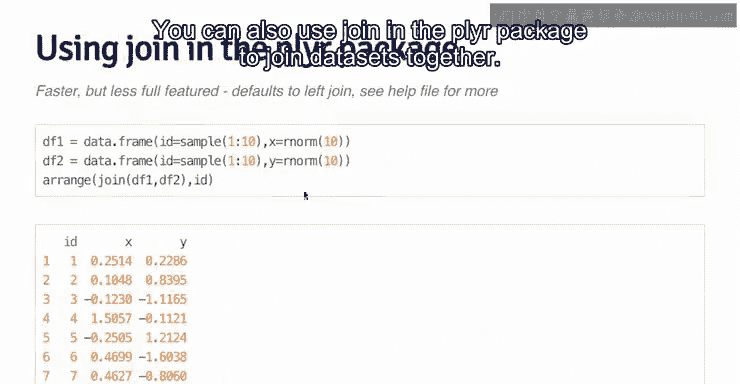 You can also use join in the plyr package
to join datasets together.
Using join in the plyr package
Faster, but less full featured - defaults to left join, see help file for more
df1 = data.frame(id=sample(1:10),x=rnorm(10))
df2 = data.frame(id=sample(1:10),y=rnorm(10))
arrange(join(df1,df2),id)
id x y
1 1 0.2514 0.2286
2 2 0.1048 0.8395
3 3 -0.1230 -1.1165
4 4 1.5057 -0.1121
5 5 -0.2505 1.2124
6 6 0.4699 -1.6038
7 7 0.4627 -0.8060